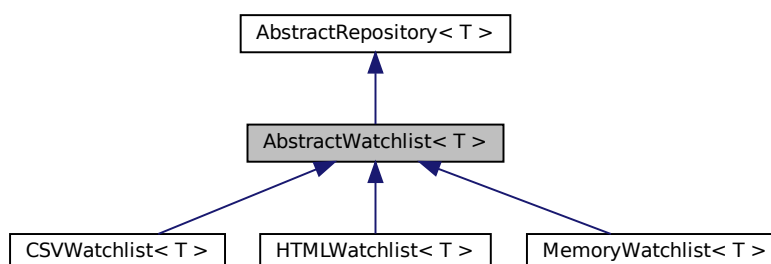 AbstractRepository< T >
AbstractWatchlist< T >
CSVWatchlist< T >
HTMLWatchlist< T >
MemoryWatchlist< T >